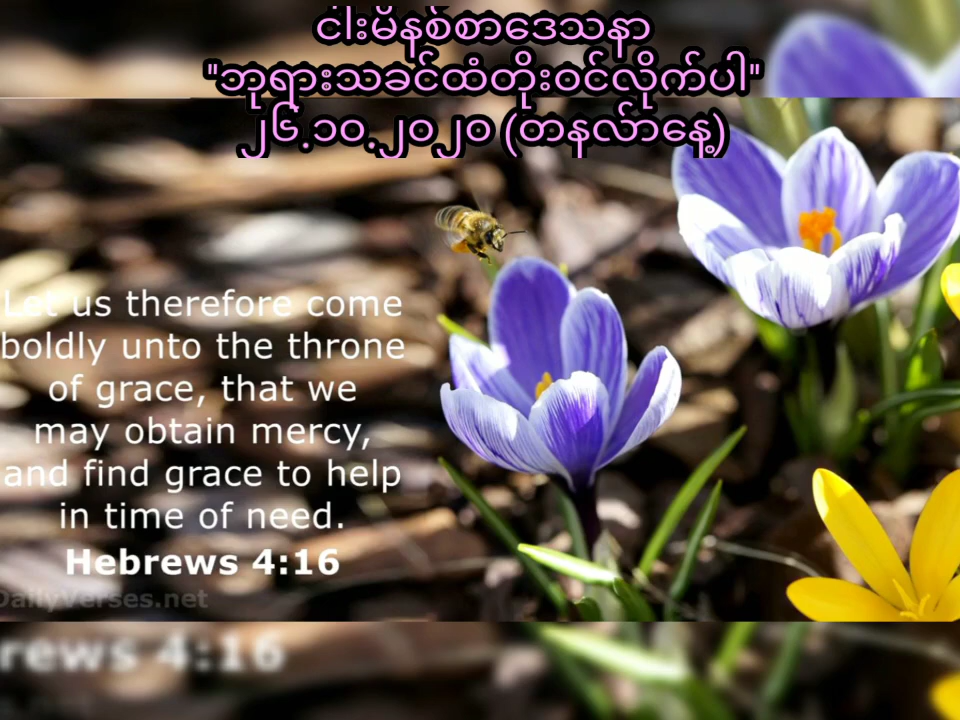 ငါးမိနစ်စာဒေသနာ
"ဘုရားသခင်ထံတိုးဝင်လိုက်ပါ"
၂၆.၁၀.၂၀၂၀ (တနင်္လာနေ့)
Let us therefore come
boldly unto the throne
of grace, that we
may obtain mercy,
and find grace to help
in time of need.
Hebrews 4:16
DailyVerses.net
rews 4:16